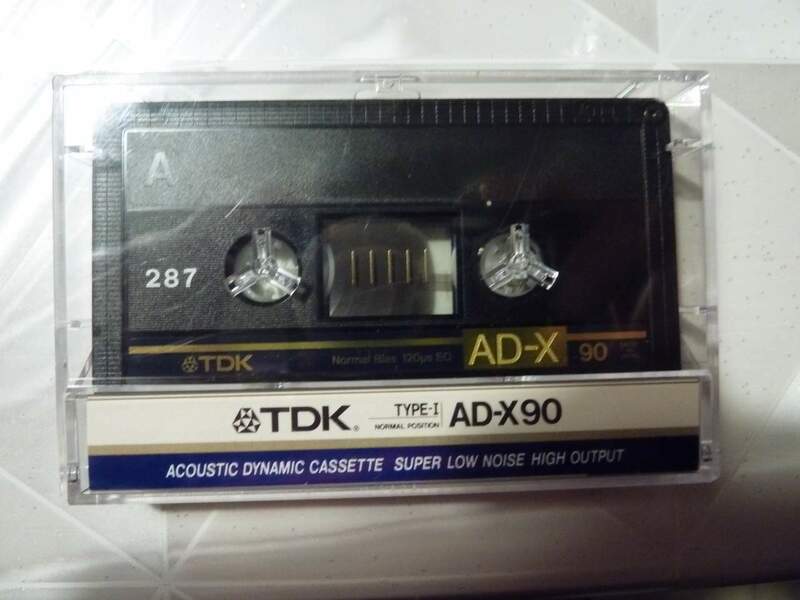 A
287
TDK Normal Bias 120µs EQ AD-X 90
TDK® TYPE-I NORMAL POSITION AD-X90
ACOUSTIC DYNAMIC CASSETTE SUPER LOW NOISE HIGH OUTPUT